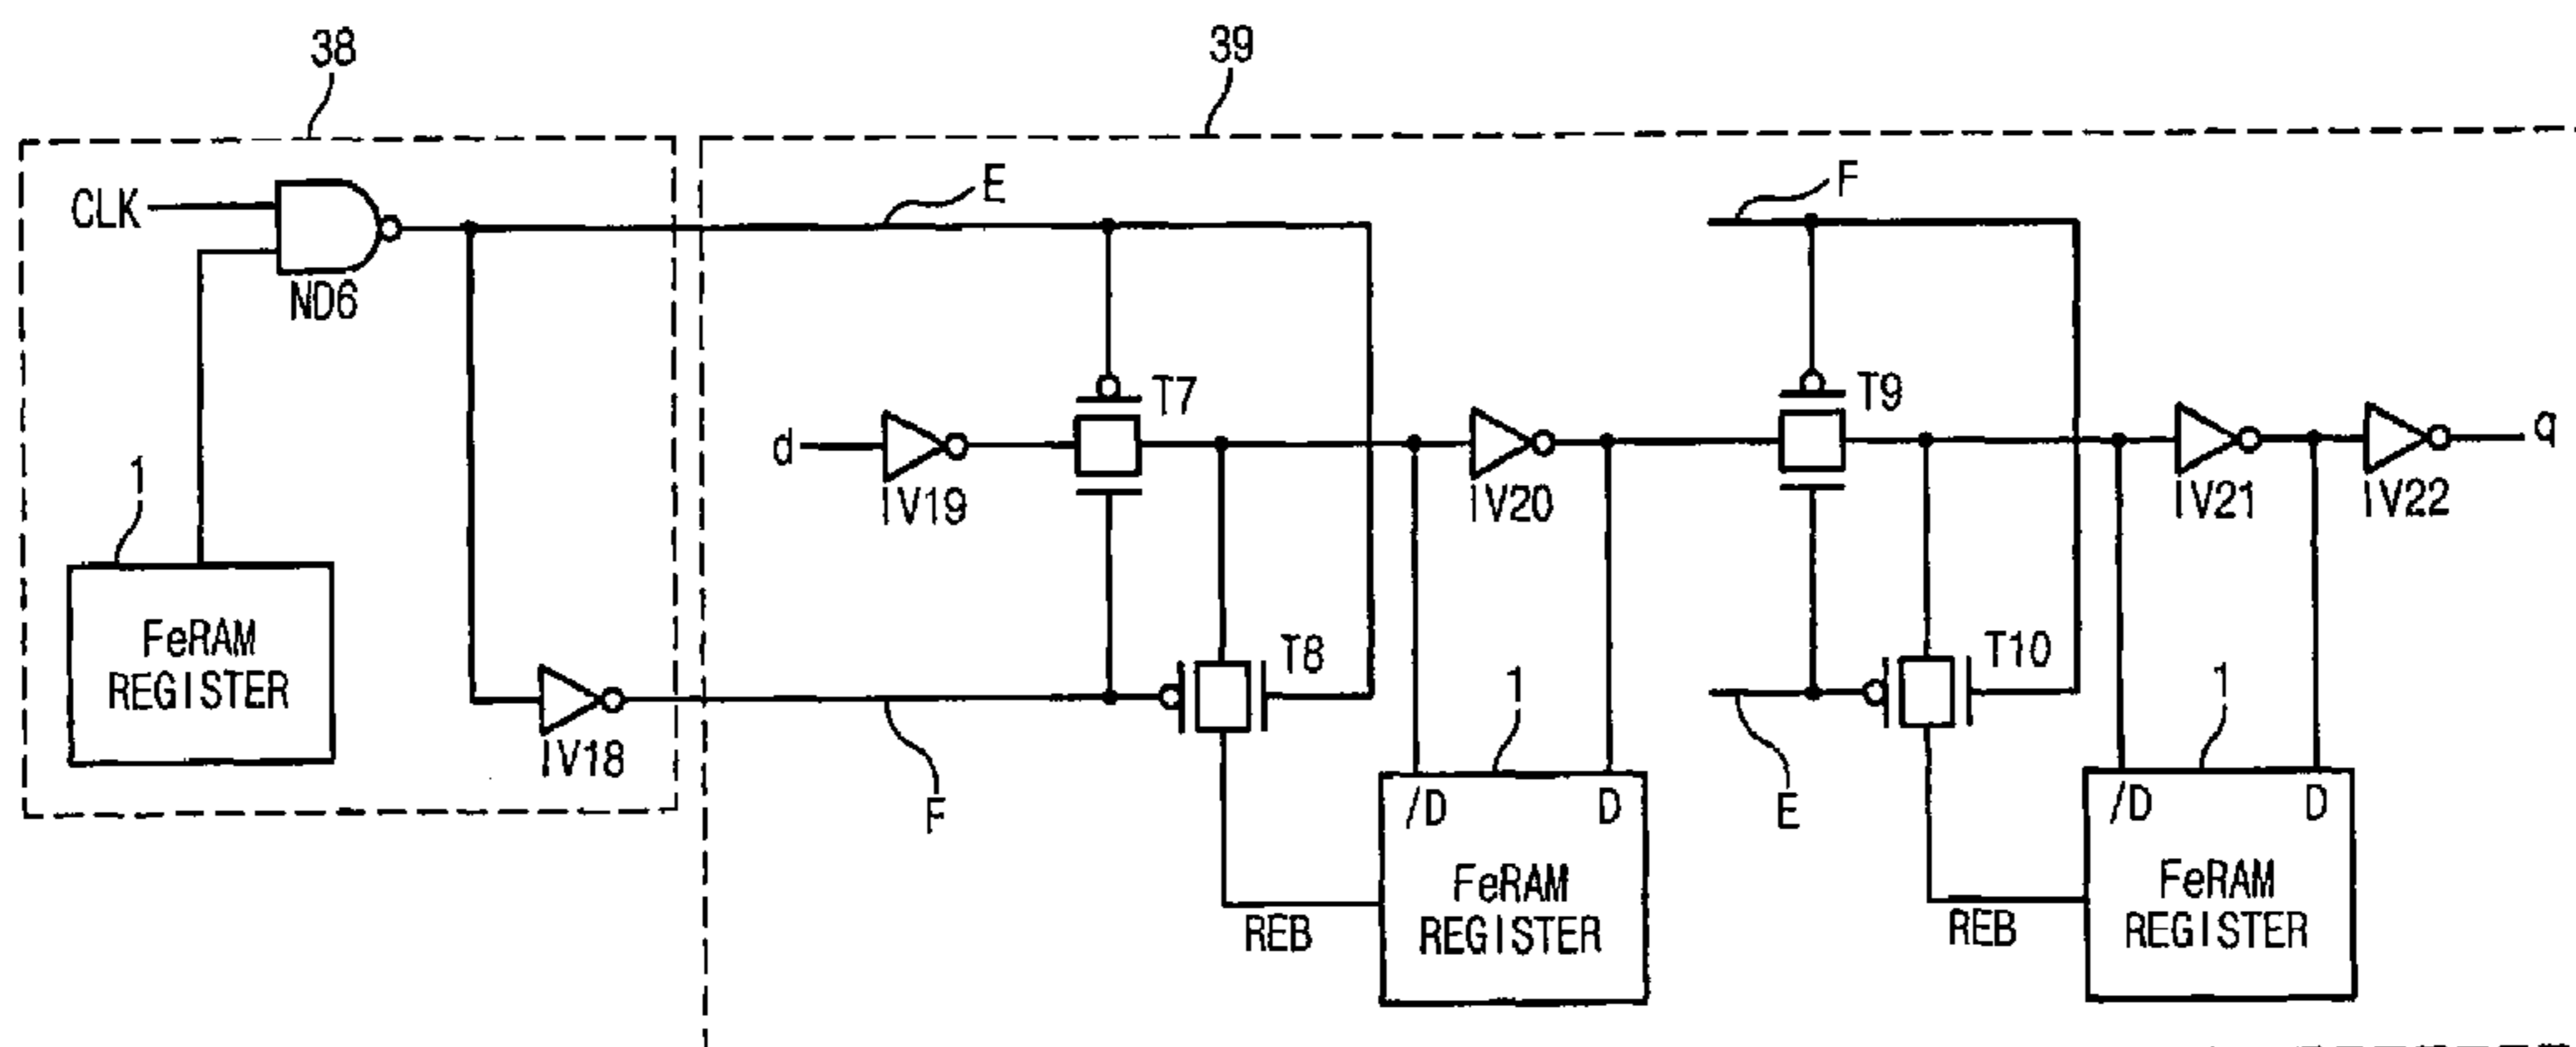 38
39
CLK
ND6
E
F
1
FeRAM
REGISTER
IV18
d
IV19
T7
T8
F
IV20
T9
T10
E
IV21
IV22
q
REB
1
/D D
FeRAM
REGISTER
REB
1
/D D
FeRAM
REGISTER